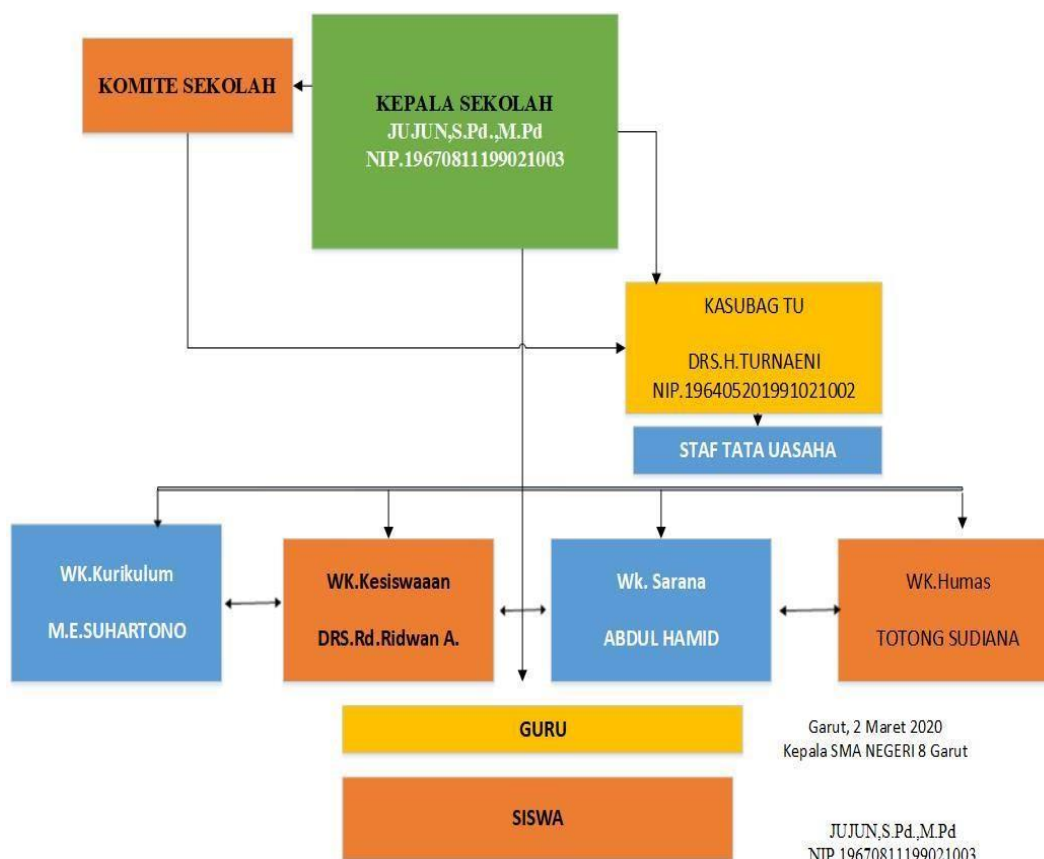 KOMITE SEKOLAH
KEPALA SEKOLAH
JUJUN,S.Pd.,M.Pd
NIP.19670811199021003
KASUBAG TU
DRS.H.TURNAENI
NIP.196405201991021002
STAF TATA UASAHA
WK.Kurikulum
M.E.SUHARTONO
WK.Kesiswaaan
DRS.Rd.Ridwan A.
Wk. Sarana
ABDUL HAMID
WK.Humas
TOTONG SUDIANA
GURU
Garut, 2 Maret 2020
Kepala SMA NEGERI 8 Garut
SISWA
JUJUN,S.Pd.,M.Pd
NIP.19670811199021003